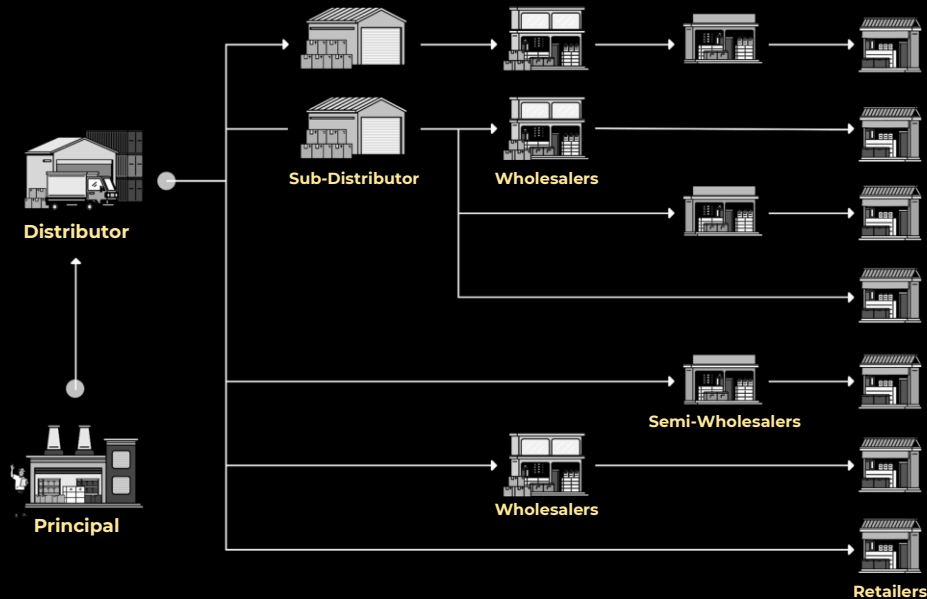 Sub-Distributor
Wholesalers
Distributor
Semi-Wholesalers
Wholesalers
Principal
Retailers